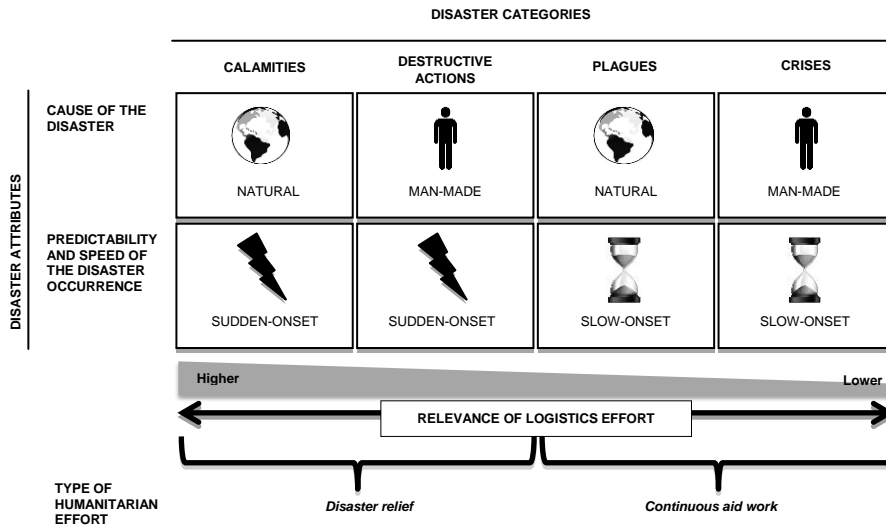 DISASTER CATEGORIES
CALAMITIES
DESTRUCTIVE
ACTIONS
PLAGUES
CRISES
DISASTER ATTRIBUTES
CAUSE OF THE
DISASTER
NATURAL
MAN-MADE
NATURAL
MAN-MADE
PREDICTABILITY
AND SPEED OF
THE DISASTER
OCCURRENCE
SUDDEN-ONSET
SUDDEN-ONSET
SLOW-ONSET
SLOW-ONSET
Higher
Lower
RELEVANCE OF LOGISTICS EFFORT
TYPE OF
HUMANITARIAN
EFFORT
Disaster relief
Continuous aid work